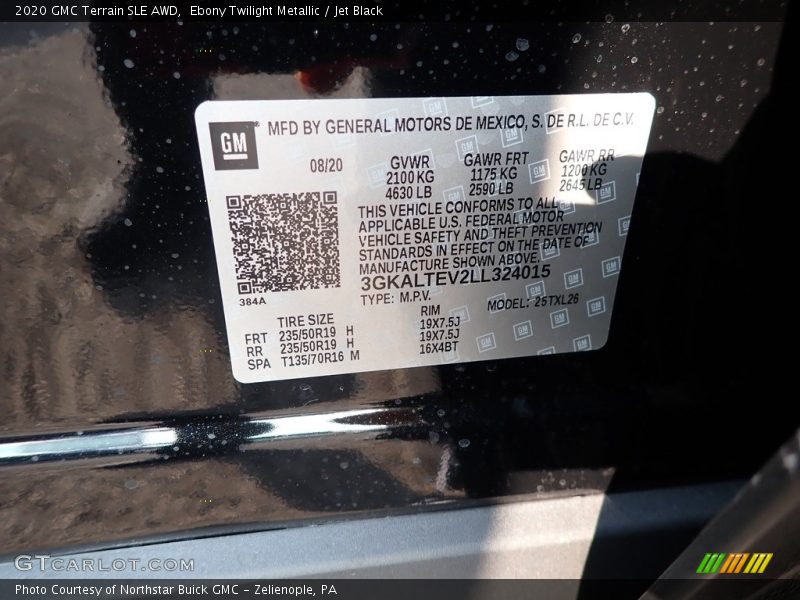 2020 GMC Terrain SLE AWD,  Ebony Twilight Metallic / Jet Black
GM
MFD BY GENERAL MOTORS DE MEXICO, S. DE R.L. DE C.V.
08/20
GVWR GAWR FRT GAWR RR
2100 KG 1175 KG 1200 KG
4630 LB 2590 LB 2645 LB
THIS VEHICLE CONFORMS TO ALL
APPLICABLE U.S. FEDERAL MOTOR
VEHICLE SAFETY AND THEFT PREVENTION
STANDARDS IN EFFECT ON THE DATE OF
MANUFACTURE SHOWN ABOVE.
3GKALTEV2LL324015
384A
TYPE: M.P.V. MODEL: 25TXL26
TIRE SIZE RIM
FRT 235/50R19 H 19X7.5J
RR 235/50R19 H 19X7.5J
SPA T135/70R16 M 16X4BT
GTCARLOT.COM
Photo Courtesy of Northstar Buick GMC - Zelienople, PA